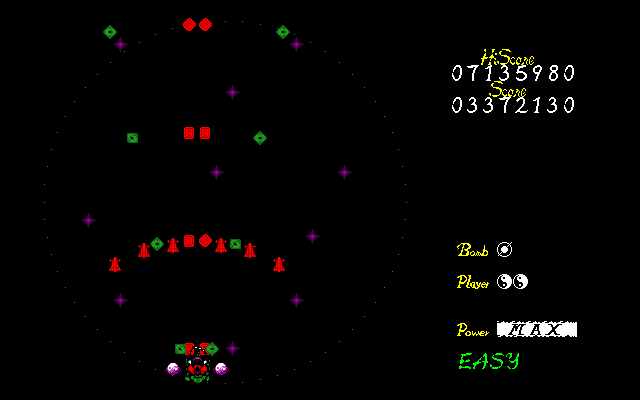 HiScore
07135980
Score
03372130
Bomb
Player
Power MAX
EASY